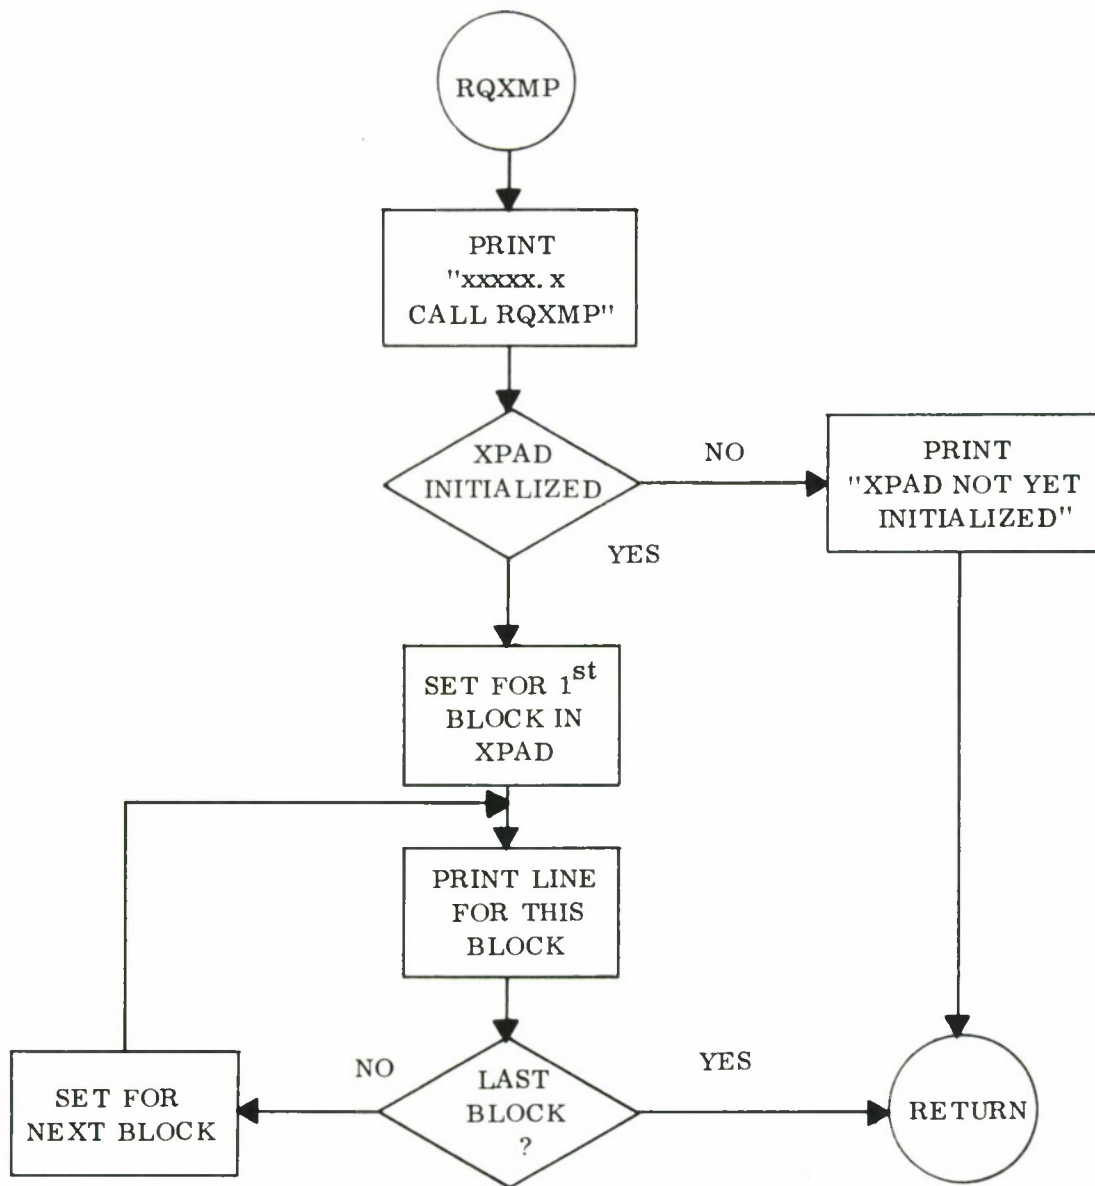 RQXMP
PRINT
"xxxxx.x
CALL RQXMP"
XPAD
INITIALIZED
NO
PRINT
"XPAD NOT YET
INITIALIZED"
YES
SET FOR 1st
BLOCK IN
XPAD
PRINT LINE
FOR THIS
BLOCK
LAST
BLOCK
?
NO
YES
SET FOR
NEXT BLOCK
RETURN